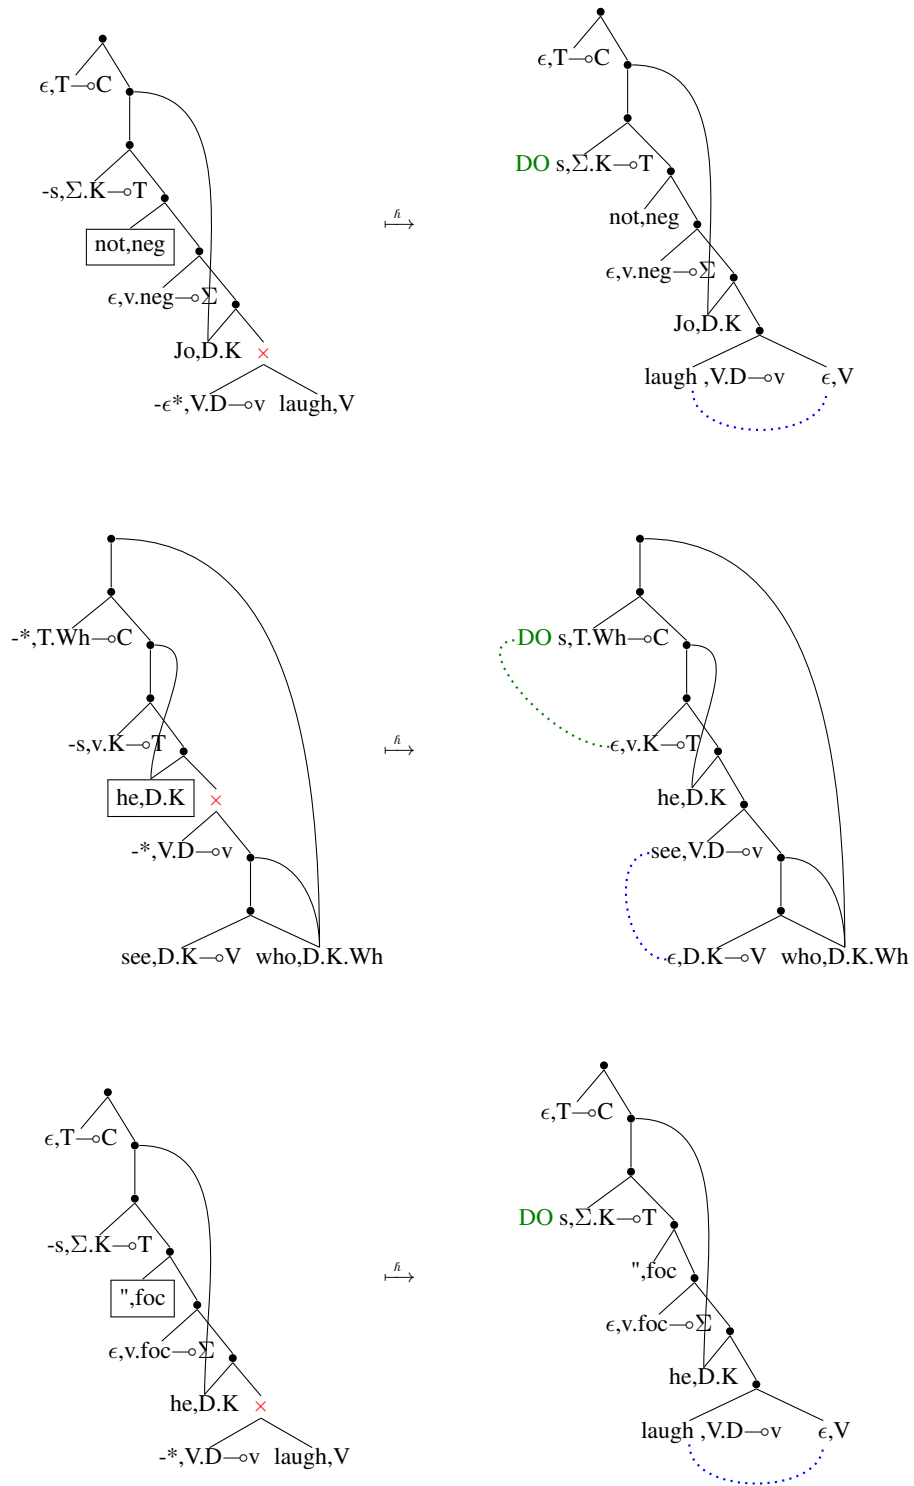 ϵ,T⊸C
ϵ,T⊸C
-s,Σ.K⊸T
DO s,Σ.K⊸T
not,neg
ℏ
not,neg
ϵ,v.neg⊸Σ
ϵ,v.neg⊸Σ
Jo,D.K
×
Jo,D.K
-ϵ*,V.D⊸v laugh,V
laugh ,V.D⊸v ϵ,V
-*,T.Wh⊸C
DO s,T.Wh⊸C
-s,v.K⊸T
ℏ
ϵ,v.K⊸T
he,D.K
×
he,D.K
-*,V.D⊸v
see,V.D⊸v
see,D.K⊸V who,D.K.Wh
ϵ,D.K⊸V who,D.K.Wh
ϵ,T⊸C
ϵ,T⊸C
-s,Σ.K⊸T
DO s,Σ.K⊸T
",foc
ℏ
",foc
ϵ,v.foc⊸Σ
ϵ,v.foc⊸Σ
he,D.K
×
he,D.K
-*,V.D⊸v laugh,V
laugh ,V.D⊸v ϵ,V